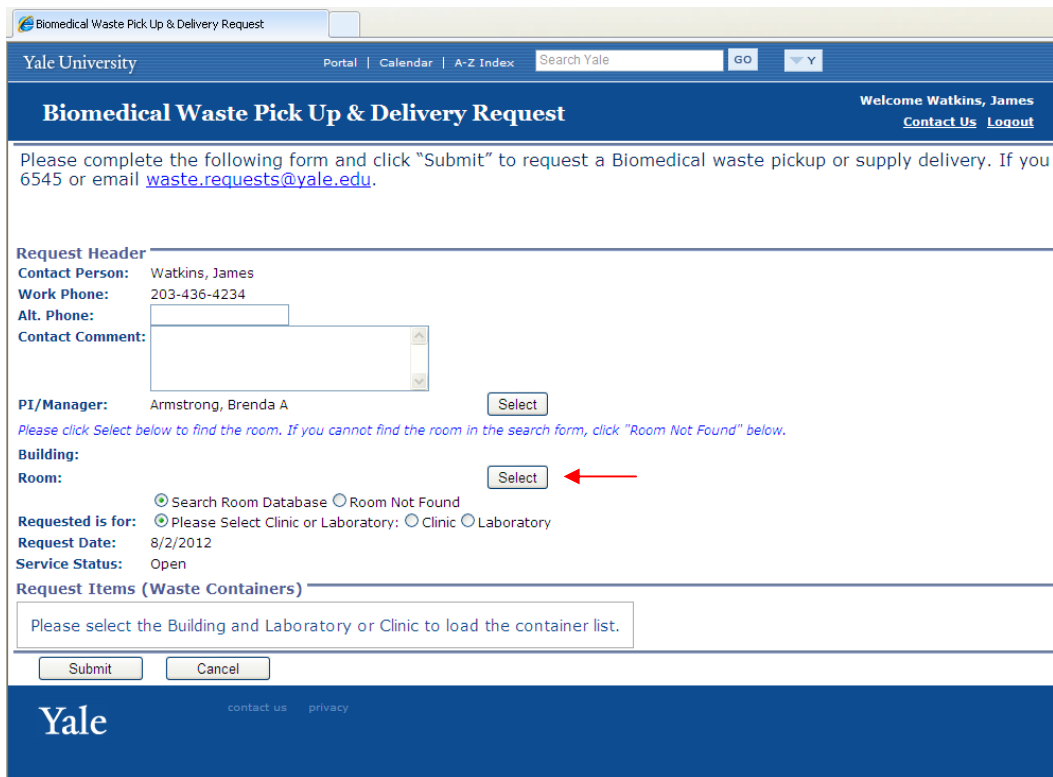 Biomedical Waste Pick Up & Delivery Request
Yale University Portal | Calendar | A-Z Index Search Yale GO Y
Biomedical Waste Pick Up & Delivery Request
Welcome Watkins, James
Contact Us Logout
Please complete the following form and click “Submit” to request a Biomedical waste pickup or supply delivery. If you
6545 or email waste.requests@yale.edu.
Request Header
Contact Person: Watkins, James
Work Phone: 203-436-4234
Alt. Phone:
Contact Comment:
PI/Manager: Armstrong, Brenda A Select
Please click Select below to find the room. If you cannot find the room in the search form, click "Room Not Found" below.
Building:
Room: Select
Search Room Database Room Not Found
Requested is for: Please Select Clinic or Laboratory: Clinic Laboratory
Request Date: 8/2/2012
Service Status: Open
Request Items (Waste Containers)
Please select the Building and Laboratory or Clinic to load the container list.
Submit Cancel
Yale contact us privacy